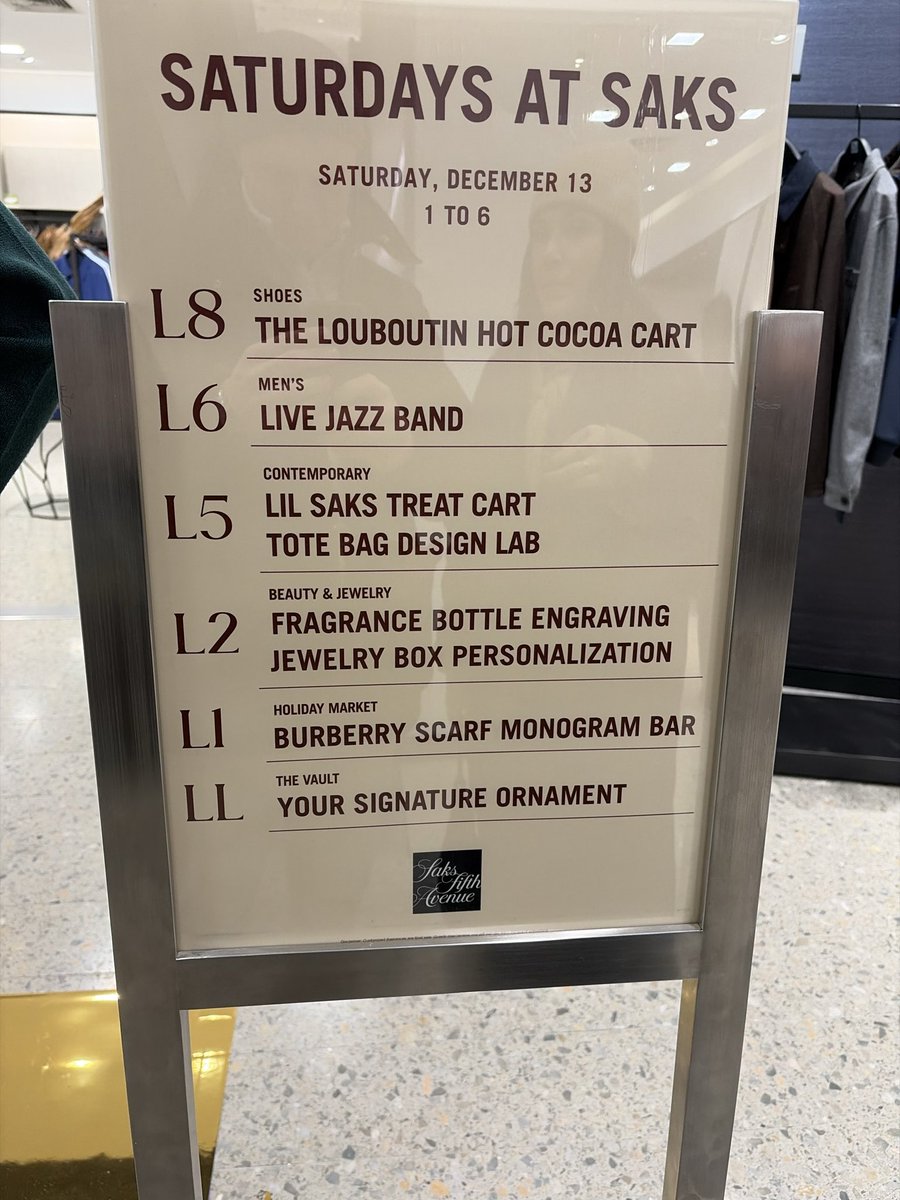 SATURDAYS AT SAKS
SATURDAY, DECEMBER 13
1 TO 6
L8
SHOES
THE LOUBOUTIN HOT COCOA CART
L6
MEN'S
LIVE JAZZ BAND
L5
CONTEMPORARY
LIL SAKS TREAT CART
TOTE BAG DESIGN LAB
L2
BEAUTY & JEWELRY
FRAGRANCE BOTTLE ENGRAVING
JEWELRY BOX PERSONALIZATION
L1
HOLIDAY MARKET
BURBERRY SCARF MONOGRAM BAR
LL
THE VAULT
YOUR SIGNATURE ORNAMENT
Saks
Fifth
Avenue